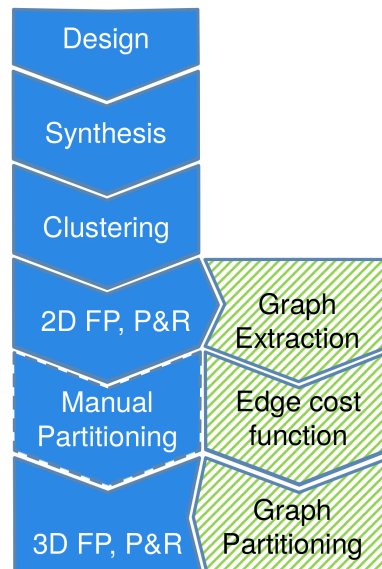 Design
Synthesis
Clustering
2D FP, P&R
Graph
Extraction
Manual
Partitioning
Edge cost
function
3D FP, P&R
Graph
Partitioning